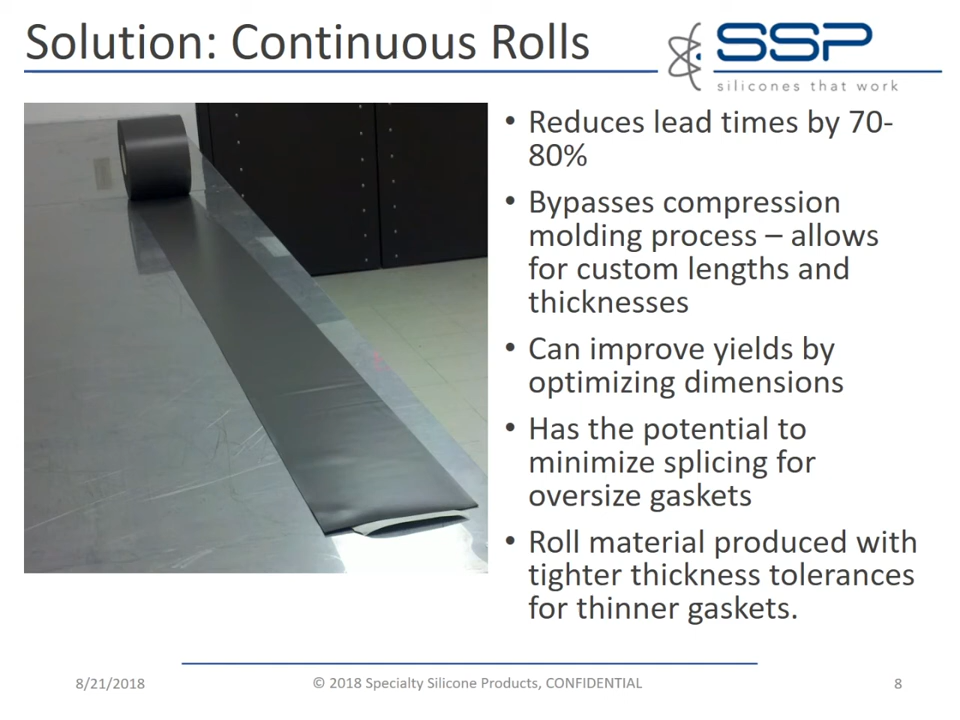 Solution: Continuous Rolls
SSP
silicones that work
• Reduces lead times by 70-
80%
• Bypasses compression
molding process – allows
for custom lengths and
thicknesses
• Can improve yields by
optimizing dimensions
• Has the potential to
minimize splicing for
oversize gaskets
• Roll material produced with
tighter thickness tolerances
for thinner gaskets.
8/21/2018
© 2018 Specialty Silicone Products, CONFIDENTIAL
8